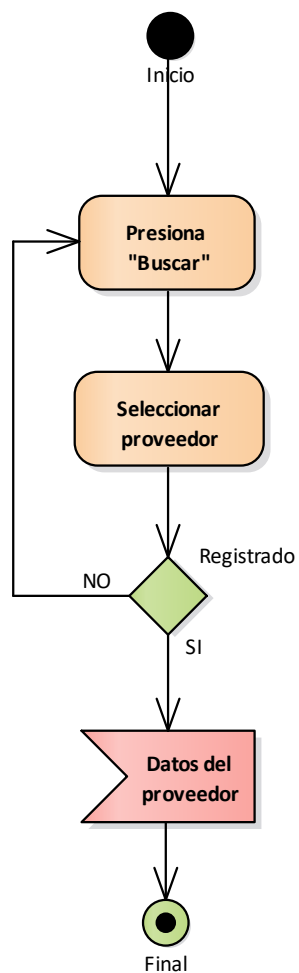 Inicio
Presiona
"Buscar"
Seleccionar
proveedor
Registrado
NO
SI
Datos del
proveedor
Final